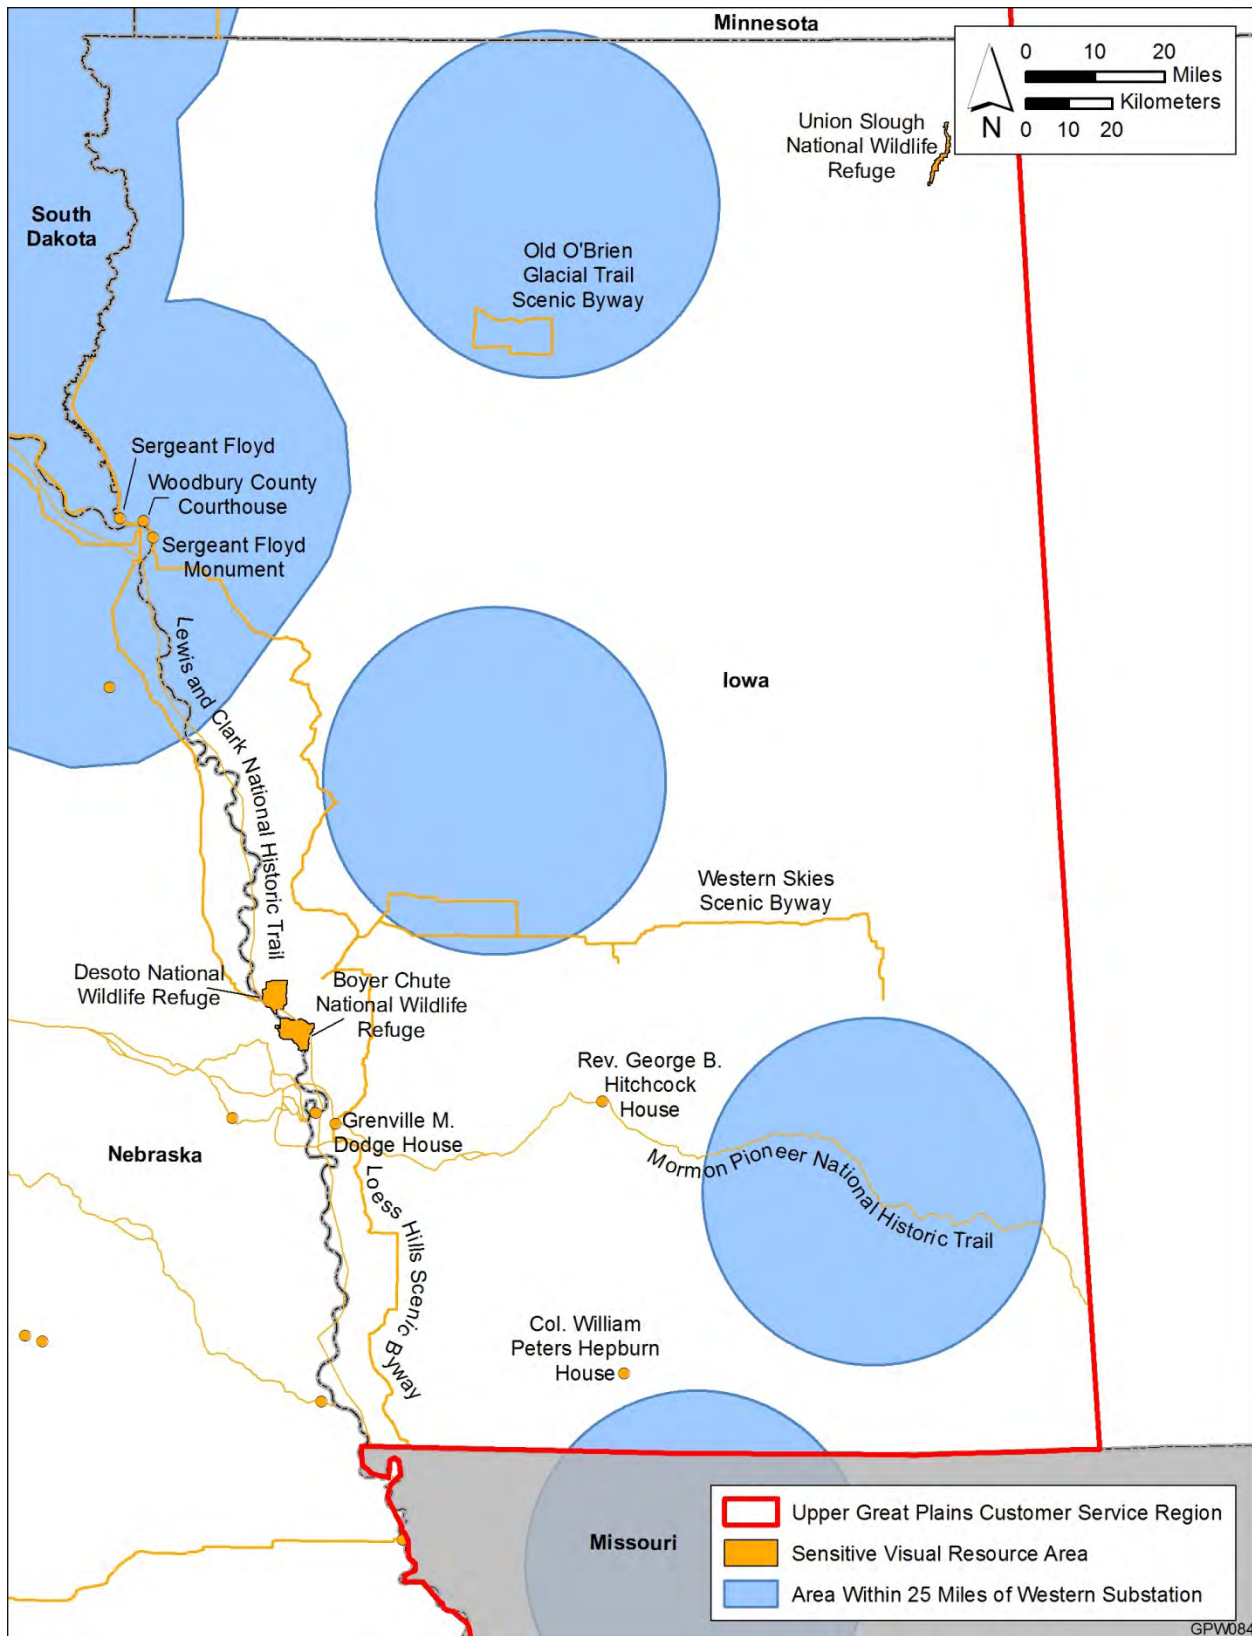 Minnesota
0 10 20
Miles
Kilometers
0 10 20
N
Union Slough
National Wildlife
Refuge
South
Dakota
Old O'Brien
Glacial Trail
Scenic Byway
Sergeant Floyd
Woodbury County
Courthouse
Sergeant Floyd
Monument
Lewis and Clark National Historic Trail
Iowa
Western Skies
Scenic Byway
Desoto National
Wildlife Refuge
Boyer Chute
National Wildlife
Refuge
Rev. George B.
Hitchcock
House
Grenville M.
Dodge House
Nebraska
Mormon Pioneer National Historic Trail
Loess Hills Scenic Byway
Col. William
Peters Hepburn
House
Missouri
Upper Great Plains Customer Service Region
Sensitive Visual Resource Area
Area Within 25 Miles of Western Substation
GPW084